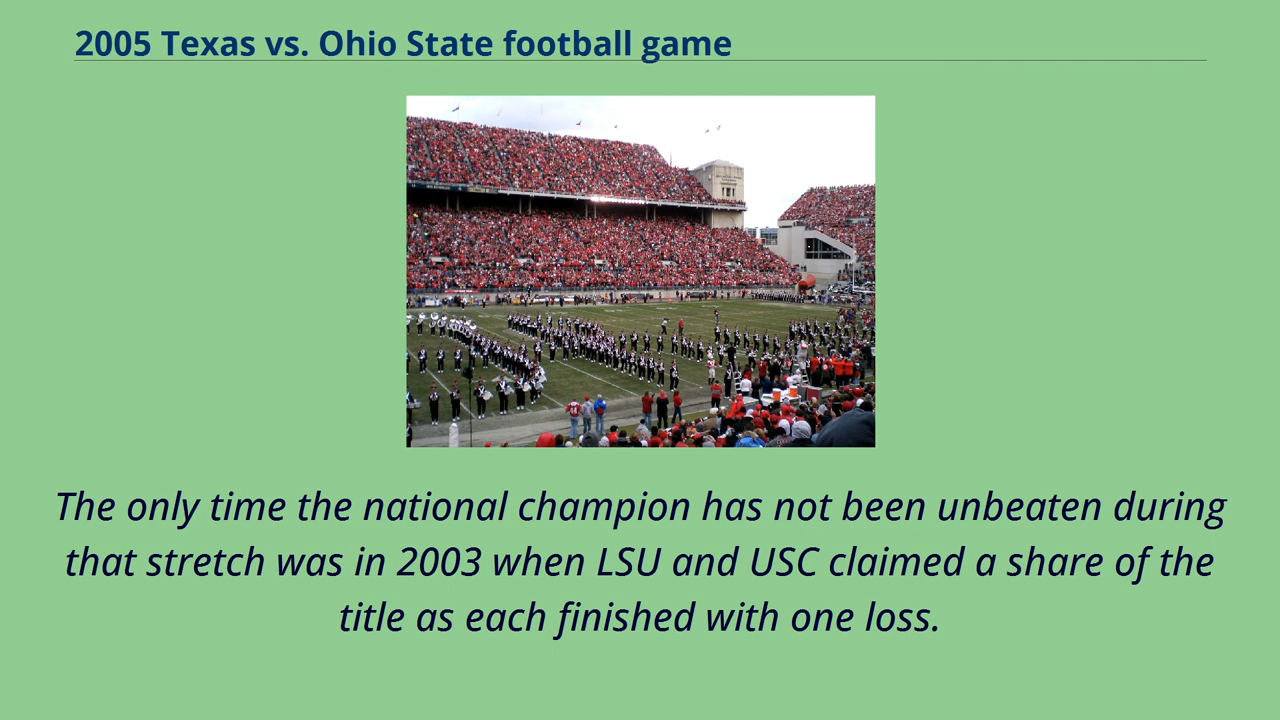 2005 Texas vs. Ohio State football game
The only time the national champion has not been unbeaten during
that stretch was in 2003 when LSU and USC claimed a share of the
title as each finished with one loss.